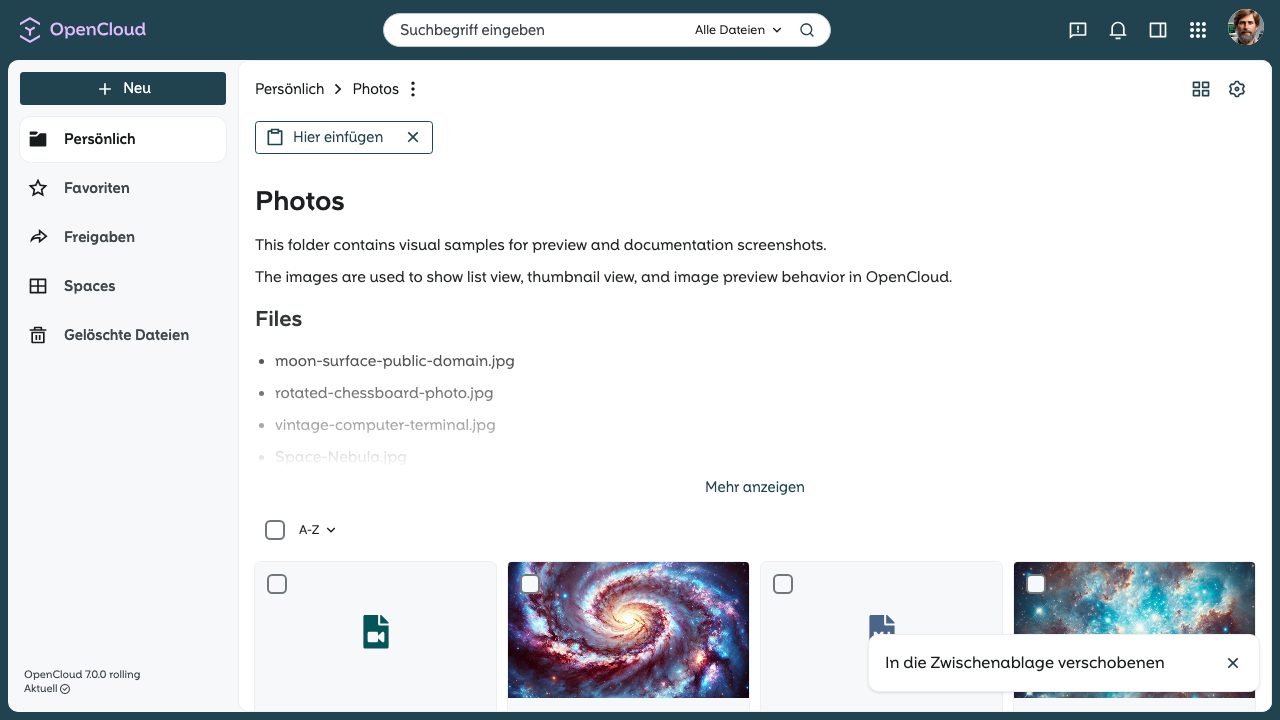 OpenCloud
Suchbegriff eingeben
Alle Dateien
Neu
Persönlich
Favoriten
Freigaben
Spaces
Gelöschte Dateien
OpenCloud 7.0.0 rolling
Aktuell
Persönlich > Photos
Hier einfügen
Photos
This folder contains visual samples for preview and documentation screenshots.
The images are used to show list view, thumbnail view, and image preview behavior in OpenCloud.
Files
• moon-surface-public-domain.jpg
• rotated-chessboard-photo.jpg
• vintage-computer-terminal.jpg
• Space-Nebula.jpg
Mehr anzeigen
A-Z
In die Zwischenablage verschobenen